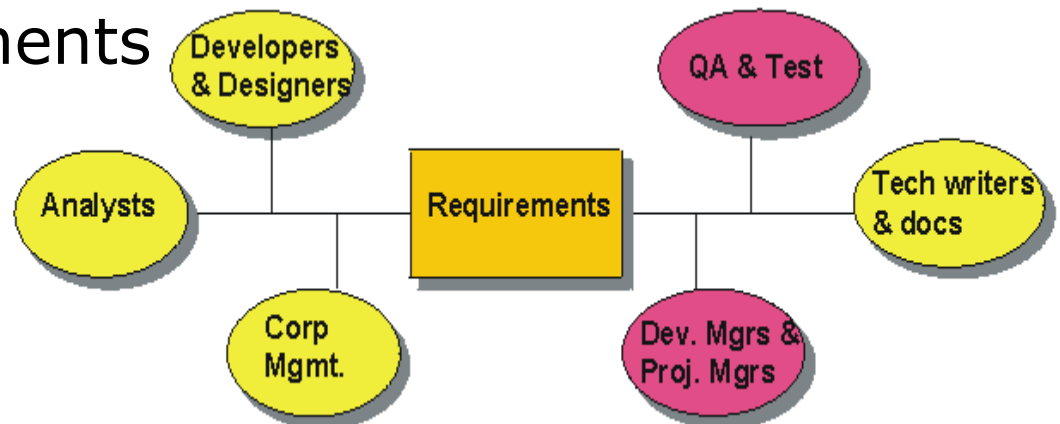 nents
Developers
& Designers
QA & Test
Analysts
Requirements
Tech writers
& docs
Corp
Mgmt.
Dev. Mgrs &
Proj. Mgrs